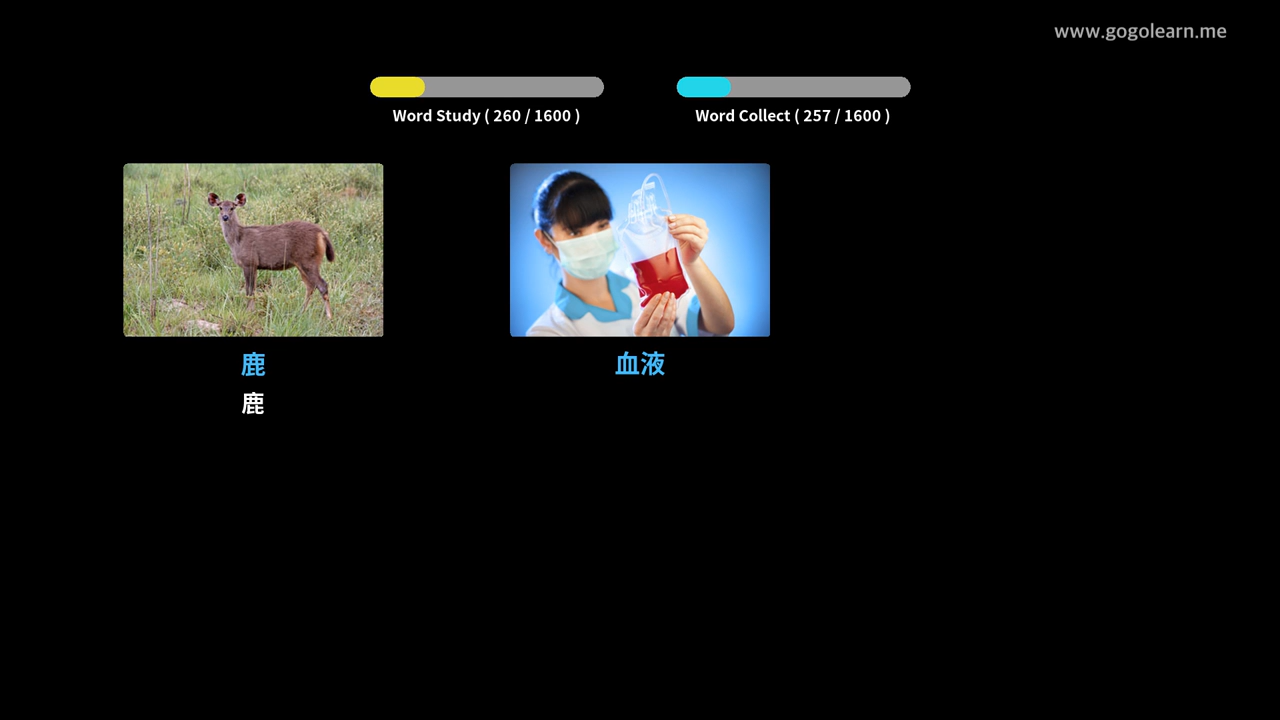 www.gogolearn.me
Word Study ( 260 / 1600 )
Word Collect ( 257 / 1600 )
鹿
鹿
血液